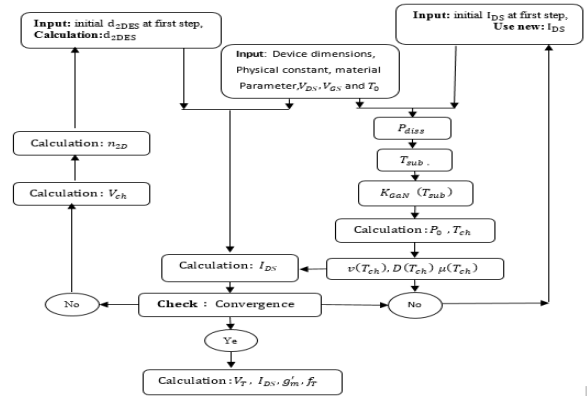 Input: initial d2DES at first step,
Calculation:d2DES
Input: initial IDS at first step,
Use new: IDS
Input: Device dimensions,
Physical constant, material
Parameter,VDS, VGS and T0
Pdiss
Tsub .
KGaN (Tsub)
Calculation: P0 , Tch
v(Tch), D(Tch) μ(Tch)
Calculation: n2D
Calculation: Vch
Calculation: IDS
Check : Convergence
No
No
Ye
Calculation: VT , IDS, g′m, fT